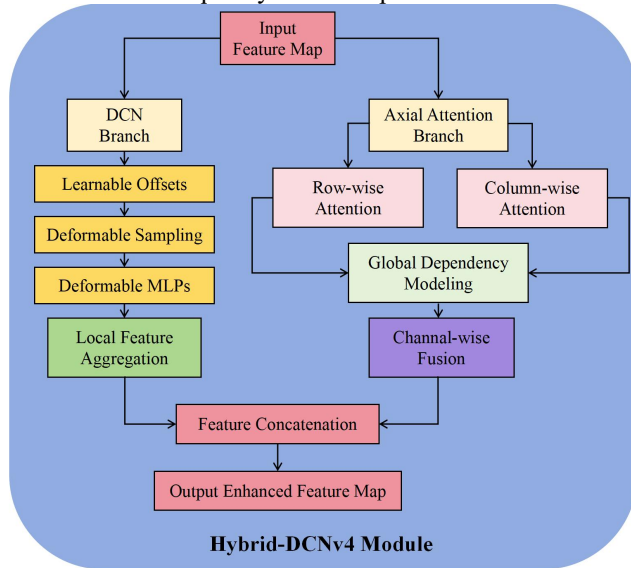 Input
Feature Map
DCN
Branch
Axial Attention
Branch
Learnable Offsets
Row-wise
Attention
Column-wise
Attention
Deformable Sampling
Deformable MLPs
Global Dependency
Modeling
Local Feature
Aggregation
Channal-wise
Fusion
Feature Concatenation
Output Enhanced Feature Map
Hybrid-DCNv4 Module